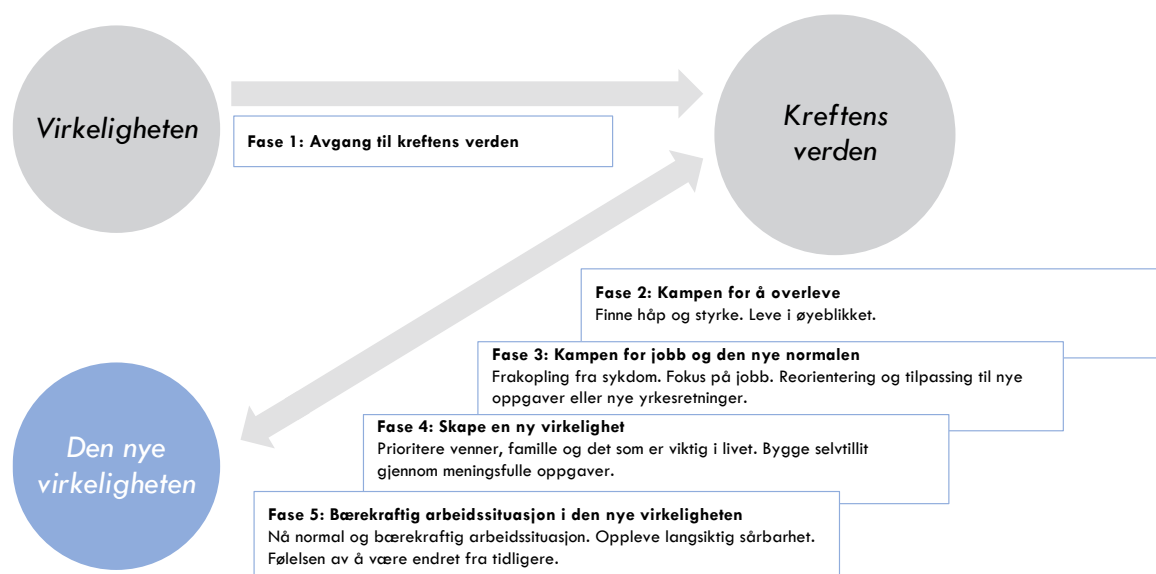 Virkeligheten
Kreftens
verden
Fase 1: Avgang til kreftens verden
Fase 2: Kampen for å overleve
Finne håp og styrke. Leve i øyeblikket.
Fase 3: Kampen for jobb og den nye normalen
Frakopling fra sykdom. Fokus på jobb. Reorientering og tilpassing til nye
oppgaver eller nye yrkesretninger.
Fase 4: Skape en ny virkelighet
Prioritere venner, famille og det som er viktig i livet. Bygge selvtillit
gjennom meningsfulle oppgaver.
Den nye
virkeligheten
Fase 5: Bærekraftig arbeidssituasjon i den nye virkeligheten
Nå normal og bærekraftig arbeidssituasjon. Oppleve langsiktig sårbarhet.
Følelsen av å være endret fra tidligere.